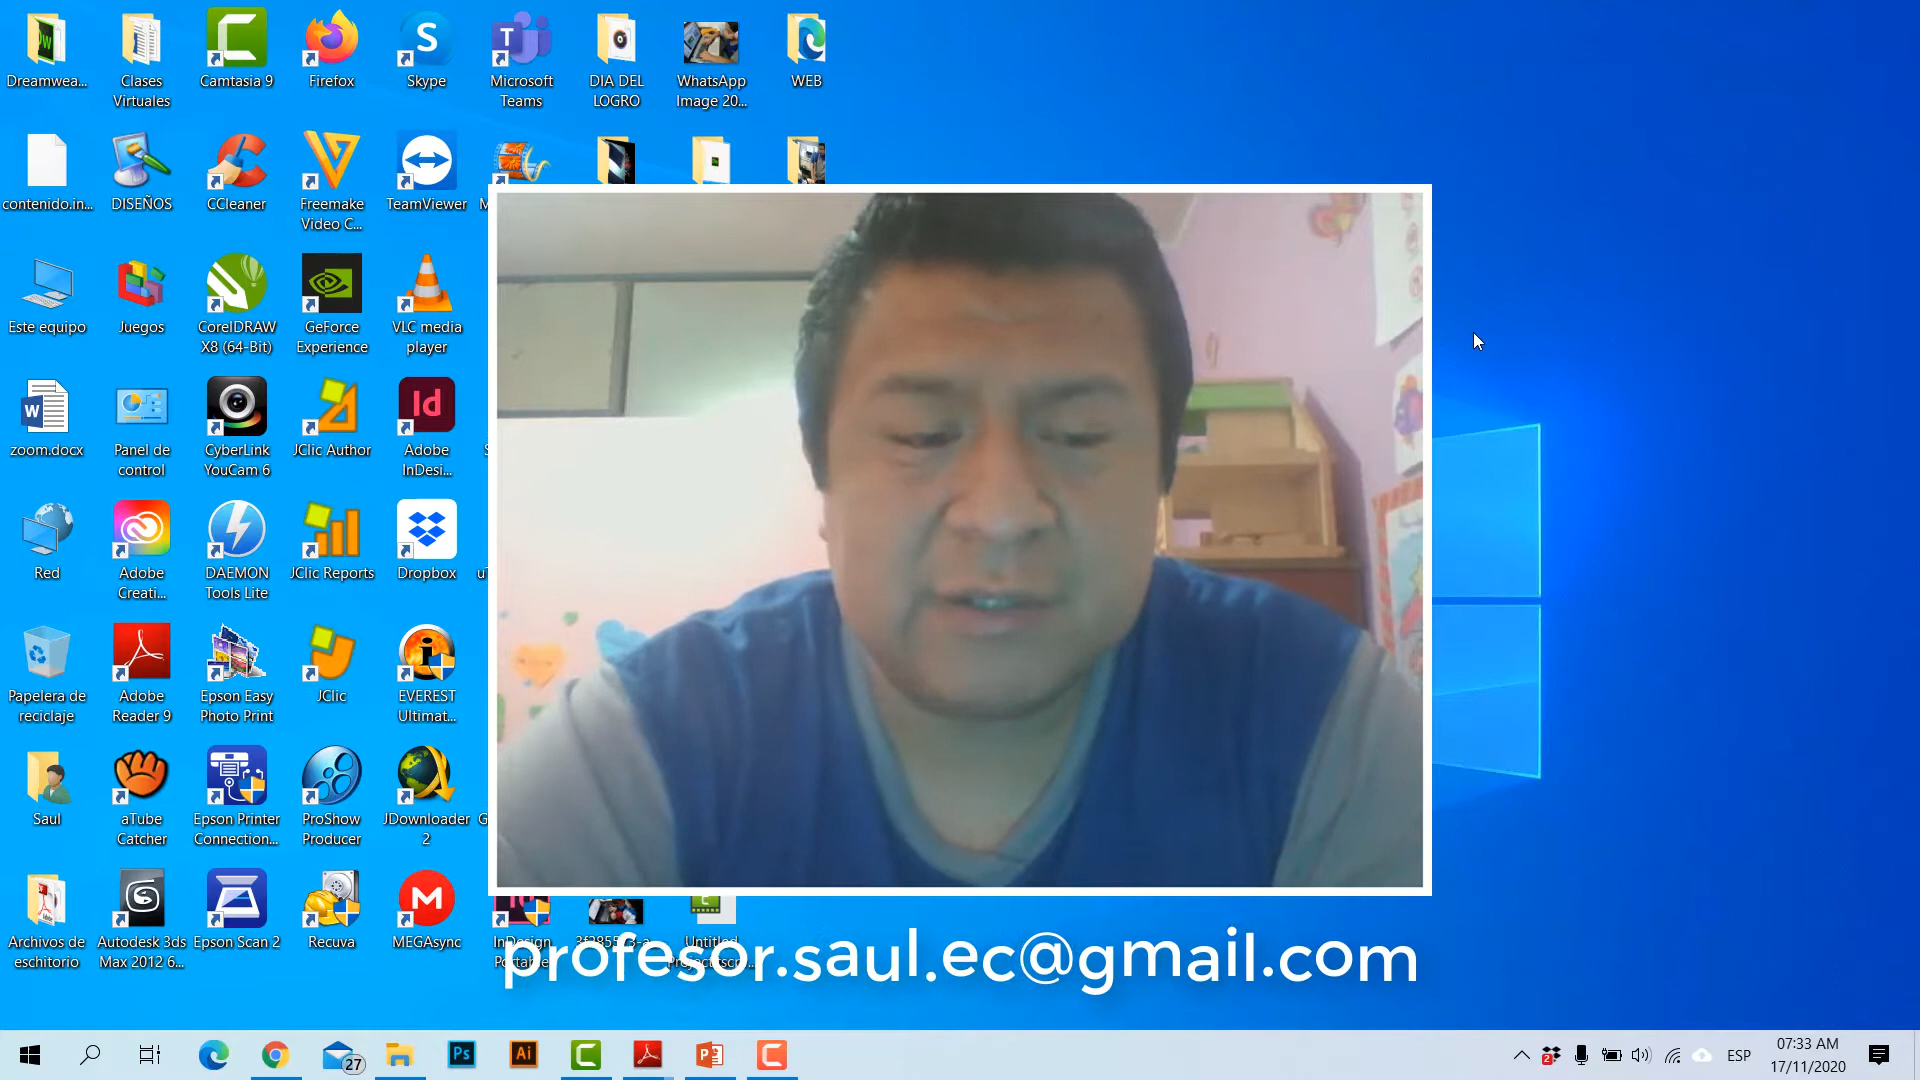 Dreamwea...
Clases
Virtuales
Camtasia 9
Firefox
Skype
Microsoft
Teams
DIA DEL
LOGRO
WhatsApp
Image 20...
WEB
contenido.in...
DISEÑOS
CCleaner
Freemake
Video C...
TeamViewer
Este equipo
Juegos
CorelDRAW
X8 (64-Bit)
GeForce
Experience
VLC media
player
zoom.docx
Panel de
control
CyberLink
YouCam 6
JClic Author
Adobe
InDesi...
Red
Adobe
Creati...
DAEMON
Tools Lite
JClic Reports
Dropbox
Papelera de
reciclaje
Adobe
Reader 9
Epson Easy
Photo Print
JClic
EVEREST
Ultimat...
Saul
aTube
Catcher
Epson Printer
Connection...
ProShow
Producer
JDownloader
2
Archivos de
eschitorio
Autodesk 3ds
Max 2012 6...
Epson Scan 2
Recuva
MEGAsync
InDesign
Untitled
profesor.saul.ec@gmail.com
27
ESP
07:33 AM
17/11/2020